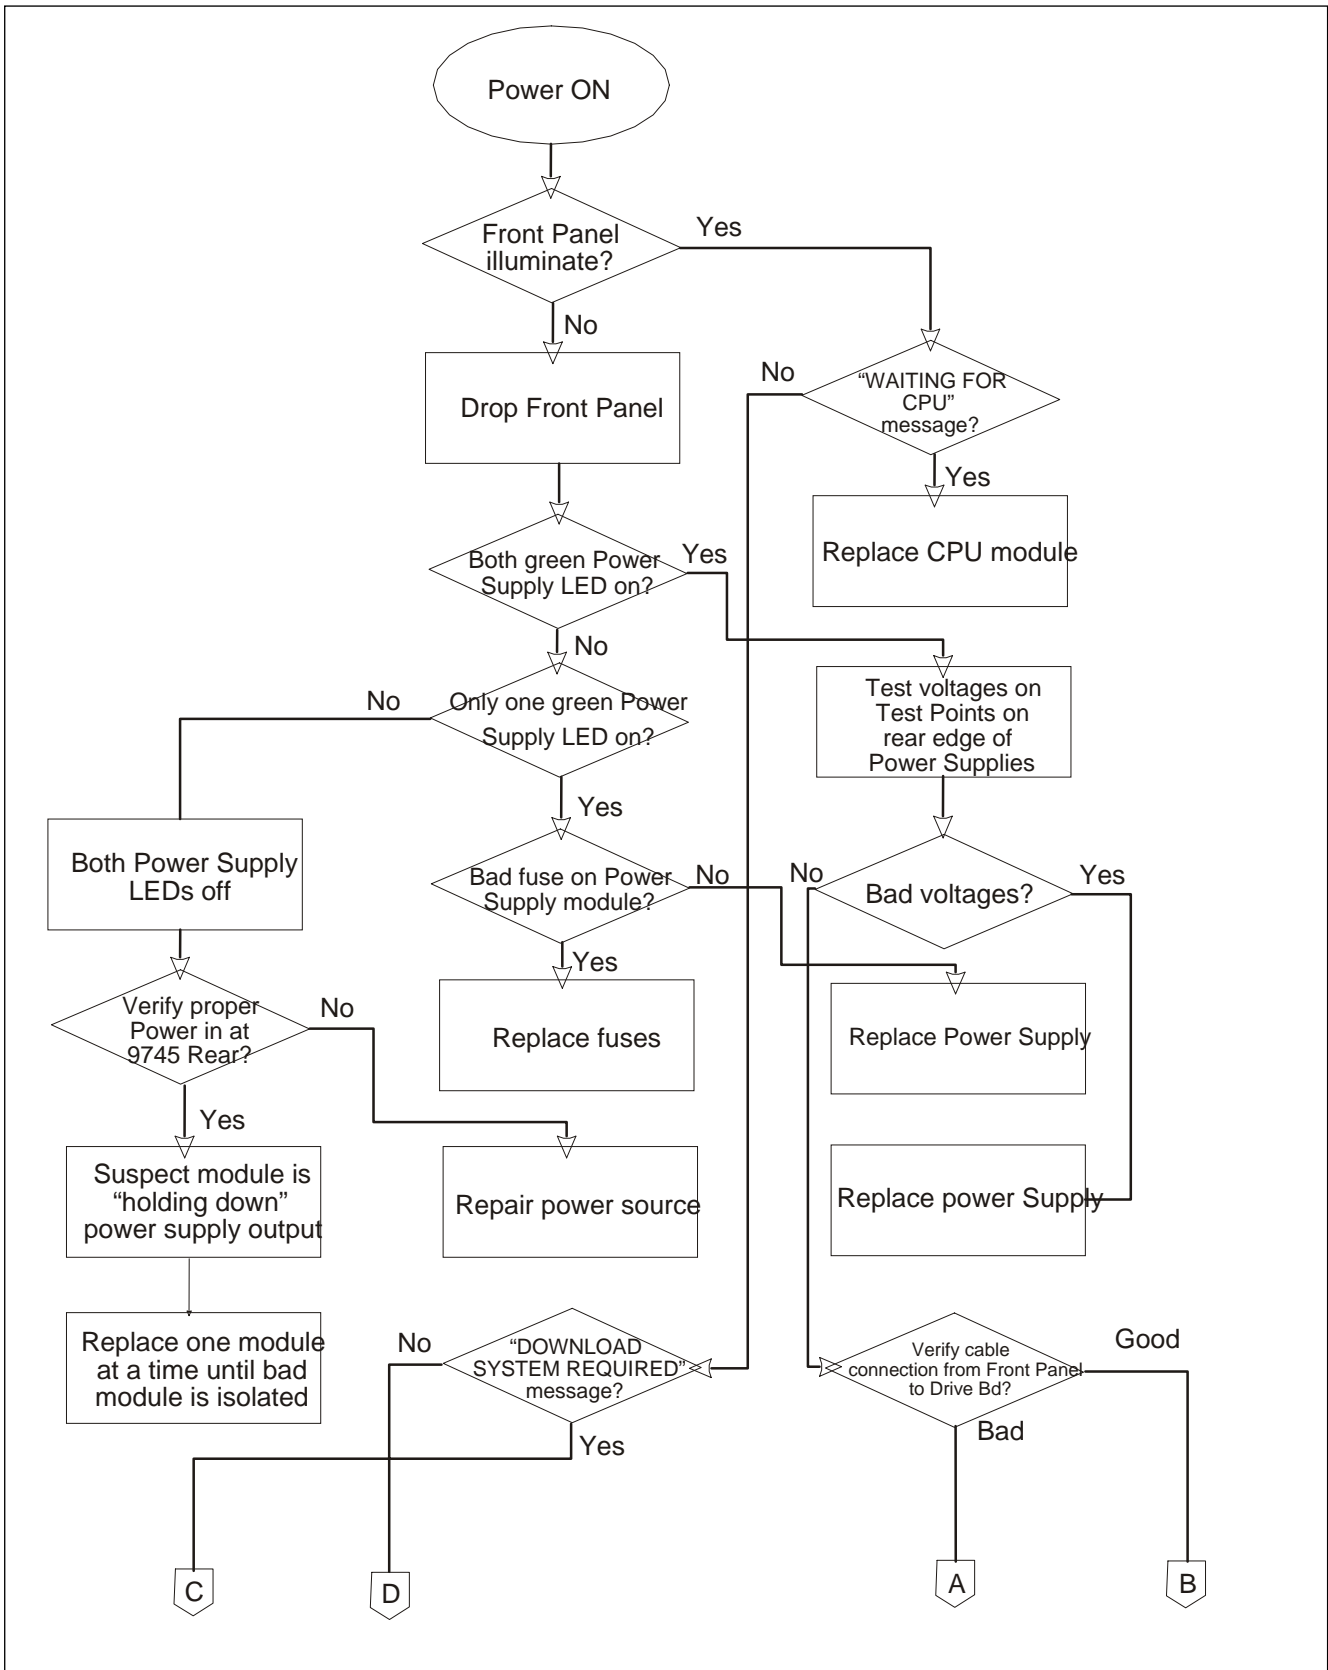 Power ON
Front Panel
illuminate?
Yes
No
Drop Front Panel
No
“WAITING FOR
CPU”
message?
Yes
Replace CPU module
Both green Power
Supply LED on?
Yes
No
Only one green Power
Supply LED on?
No
Yes
Test voltages on
Test Points on
rear edge of
Power Supplies
Both Power Supply
LEDs off
Bad fuse on Power
Supply module?
No
Yes
No
Bad voltages?
Yes
Verify proper
Power in at
9745 Rear?
No
Yes
Replace fuses
Replace Power Supply
Suspect module is
“holding down”
power supply output
Repair power source
Replace power Supply
Replace one module
at a time until bad
module is isolated
No
“DOWNLOAD
SYSTEM REQUIRED”
message?
Yes
Verify cable
connection from Front Panel
to Drive Bd?
Good
Bad
C
D
A
B